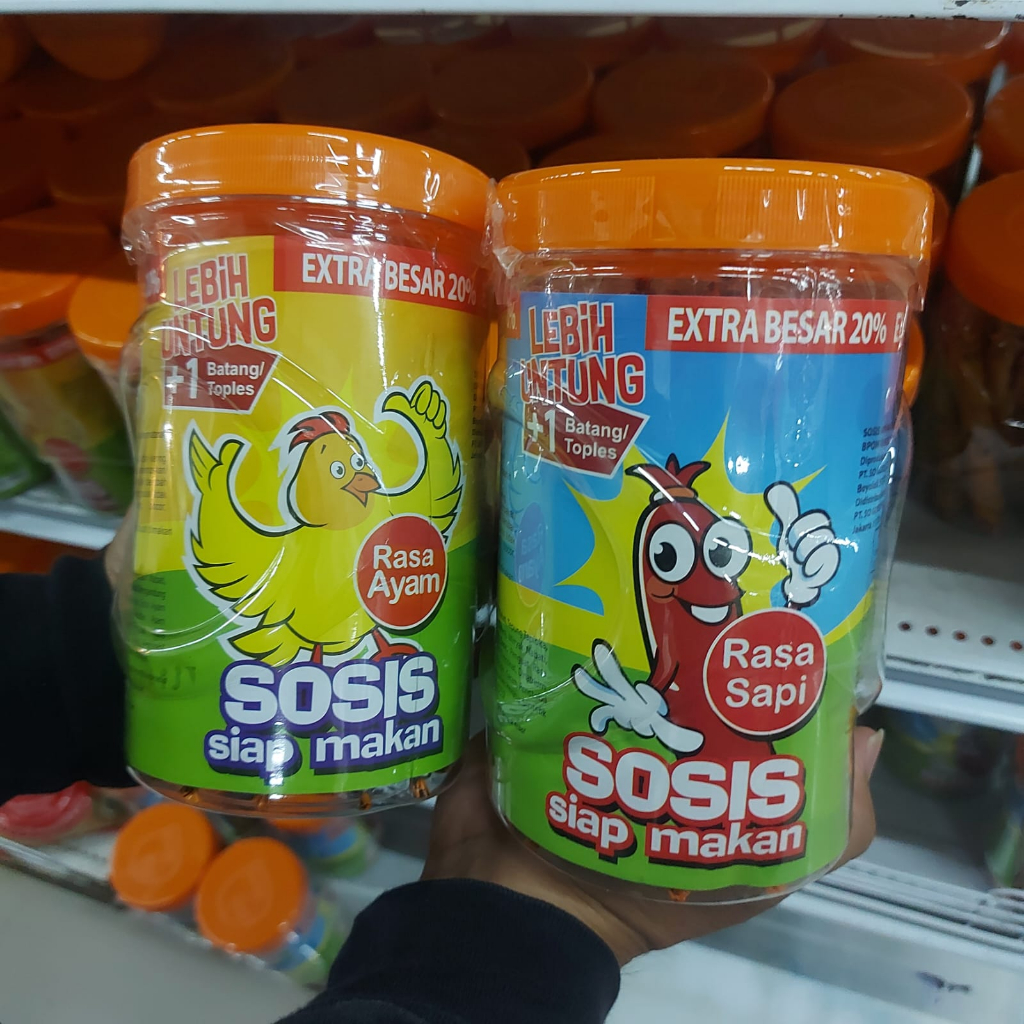 LEBiH
UNTUNG
+1 Batang/
Toples
EXTRA BESAR 20%
Rasa
Ayam
SOSIS
siap makan
LEBiH
UNTUNG
+1 Batang/
Toples
EXTRA BESAR 20%
Rasa
Sapi
SOSIS
siap makan